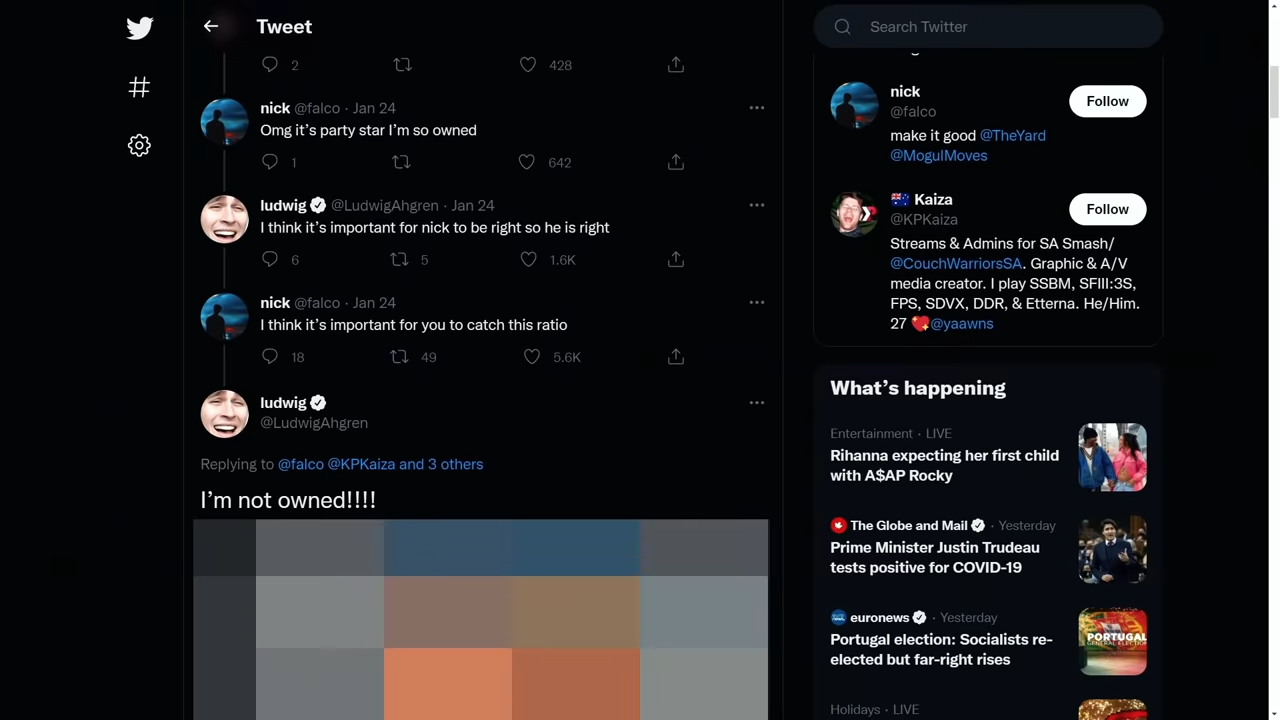 Tweet
Search Twitter
2
428
nick @falco · Jan 24
Omg it’s party star I’m so owned
1
642
ludwig @LudwigAhgren · Jan 24
I think it’s important for nick to be right so he is right
6
5
1.6K
nick @falco · Jan 24
I think it’s important for you to catch this ratio
18
49
5.6K
ludwig
@LudwigAhgren
Replying to @falco @KPKaiza and 3 others
I’m not owned!!!!
nick
@falco
Follow
make it good @TheYard
@MogulMoves
Kaiza
@KPKaiza
Follow
Streams & Admins for SA Smash/
@CouchWarriorsSA. Graphic & A/V
media creator. I play SSBM, SFIII:3S,
FPS, SDVX, DDR, & Etterna. He/Him.
27 💖@yaawns
What’s happening
Entertainment · LIVE
Rihanna expecting her first child
with A$AP Rocky
The Globe and Mail · Yesterday
Prime Minister Justin Trudeau
tests positive for COVID-19
euronews · Yesterday
Portugal election: Socialists re-
elected but far-right rises
PORTUGAL
Holidays · LIVE